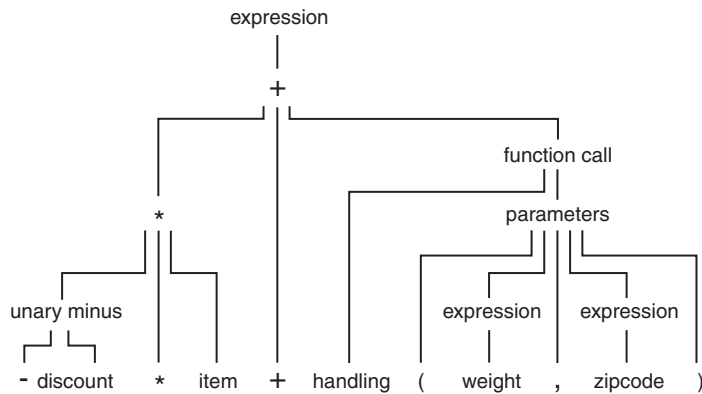 expression
+
function call
* parameters
unary minus expression expression
- discount * item + handling ( weight , zipcode )